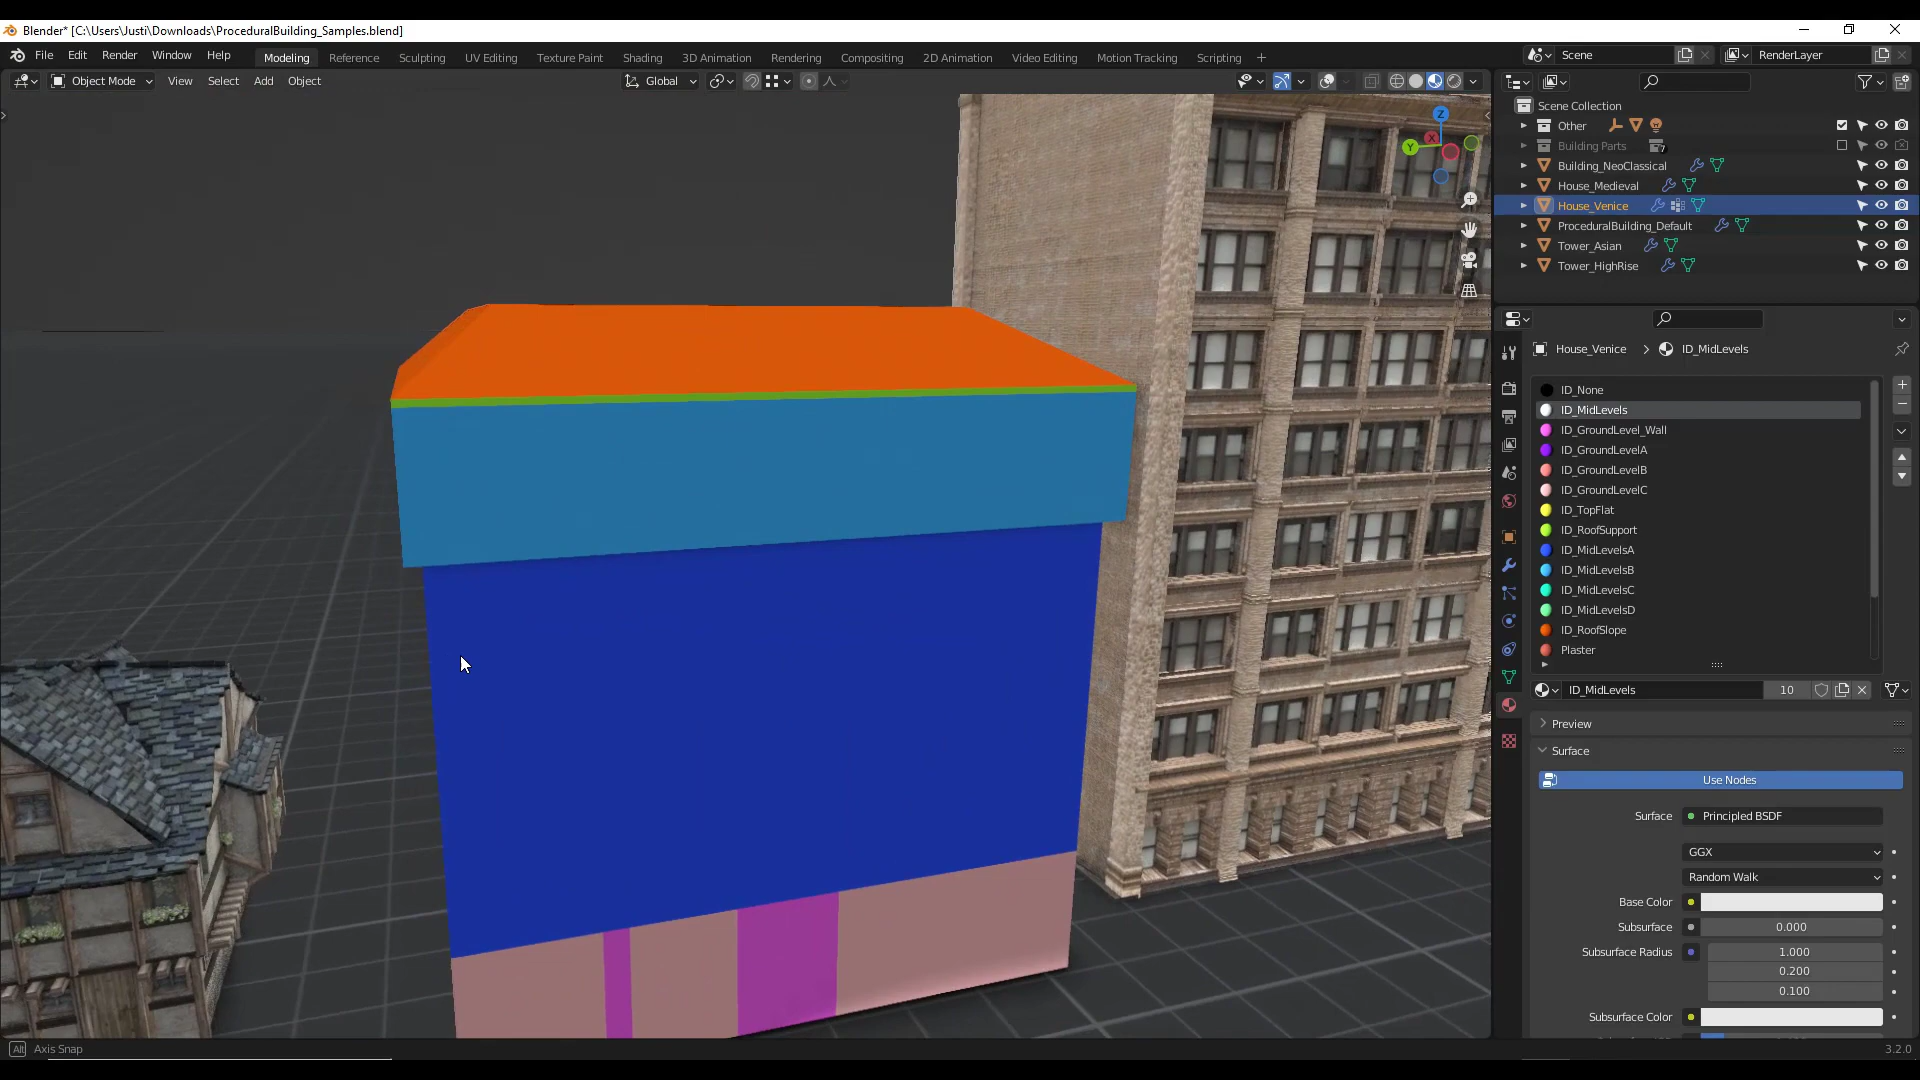 Blender* [C:\Users\Justi\Downloads\ProceduralBuilding_Samples.blend]
File Edit Render Window Help Modeling Reference Sculpting UV Editing Texture Paint Shading 3D Animation Rendering Compositing 2D Animation Video Editing Motion Tracking Scripting + Scene RenderLayer
Object Mode View Select Add Object Global
Scene Collection
Other
Building Parts
Building_NeoClassical
House_Medieval
House_Venice
ProceduralBuilding_Default
Tower_Asian
Tower_HighRise
Z
X
Y
House_Venice > ID_MidLevels
ID_None
ID_MidLevels
ID_GroundLevel_Wall
ID_GroundLevelA
ID_GroundLevelB
ID_GroundLevelC
ID_TopFlat
ID_RoofSupport
ID_MidLevelsA
ID_MidLevelsB
ID_MidLevelsC
ID_MidLevelsD
ID_RoofSlope
Plaster
ID_MidLevels 10
Preview
Surface
Use Nodes
Surface Principled BSDF
GGX
Random Walk
Base Color
Subsurface 0.000
Subsurface Radius 1.000
0.200
0.100
Subsurface Color
Alt Axis Snap 3.2.0